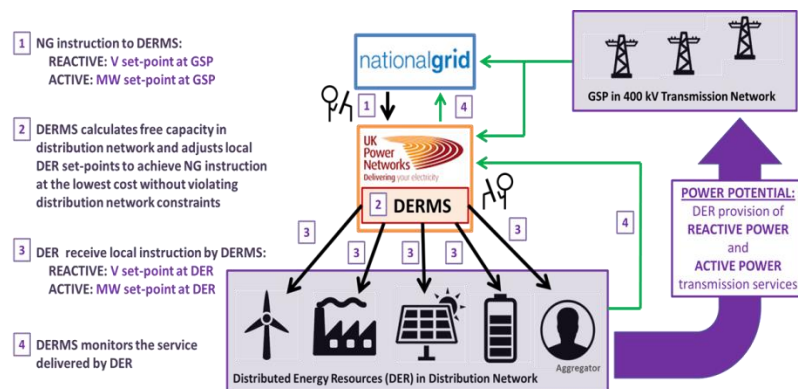 1 NG instruction to DERMS:
REACTIVE: V set-point at GSP
ACTIVE: MW set-point at GSP
2 DERMS calculates free capacity in
distribution network and adjusts local
DER set-points to achieve NG instruction
at the lowest cost without violating
distribution network constraints
3 DER receive local instruction by DERMS:
REACTIVE: V set-point at DER
ACTIVE: MW set-point at DER
4 DERMS monitors the service
delivered by DER
nationalgrid
1
4
UK
Power
Networks
Delivering your electricity
2 DERMS
3
3
3
3
3
4
Aggregator
Distributed Energy Resources (DER) in Distribution Network
GSP in 400 kV Transmission Network
POWER POTENTIAL:
DER provision of
REACTIVE POWER
and
ACTIVE POWER
transmission services